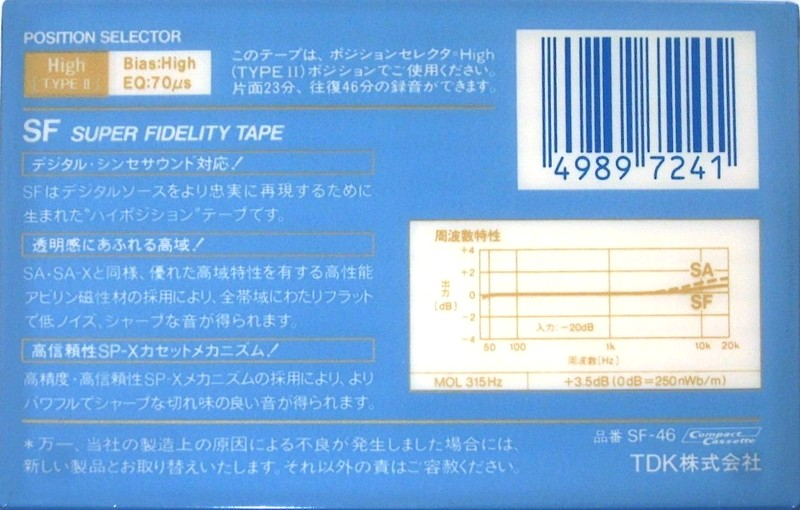 POSITION SELECTOR
High
[TYPE II]
Bias:High
EQ:70μs
このテープは、ポジションセレクタ=High
(TYPE II)ポジションでご使用ください。
片面23分、往復46分の録音ができます。
4989 7241
SF SUPER FIDELITY TAPE
デジタル・シンセサウンド対応!
SFはデジタルソースをより忠実に再現するために
生まれた"ハイポジション"テープです。
透明感にあふれる高域!
SA・SA-Xと同様、優れた高域特性を有する高性能
アビリン磁性材の採用により、全帯域にわたりフラット
で低ノイズ、シャープな音が得られます。
高信頼性SP-Xカセットメカニズム!
高精度・高信頼性SP-Xメカニズムの採用により、より
パワフルでシャープな切れ味の良い音が得られます。
周波数特性
+4
+2
0
-2
-4
出力
[dB]
SA
SF
入力:-20dB
50 100 1k 10k 20k
周波数[Hz]
MOL 315Hz +3.5dB (0dB=250nWb/m)
*万一、当社の製造上の原因による不良が発生しました場合には、
新しい製品とお取り替えいたします。それ以外の責はご容赦ください。
品番 SF-46 Compact Cassette
TDK株式会社